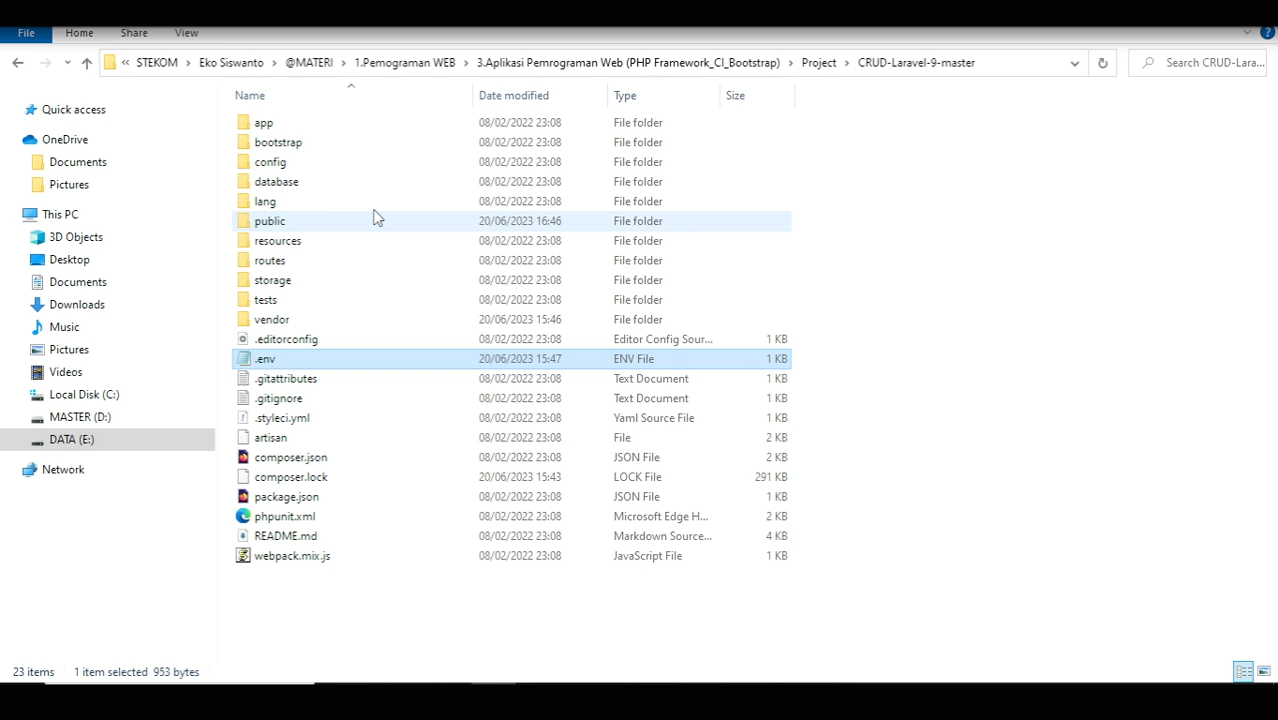 File Home Share View
« STEKOM > Eko Siswanto > @MATERI > 1.Pemograman WEB > 3.Aplikasi Pemrograman Web (PHP Framework_CI_Bootstrap) > Project > CRUD-Laravel-9-master
Search CRUD-Lara...
Quick access
OneDrive
Documents
Pictures
This PC
3D Objects
Desktop
Documents
Downloads
Music
Pictures
Videos
Local Disk (C:)
MASTER (D:)
DATA (E:)
Network
Name Date modified Type Size
app 08/02/2022 23:08 File folder
bootstrap 08/02/2022 23:08 File folder
config 08/02/2022 23:08 File folder
database 08/02/2022 23:08 File folder
lang 08/02/2022 23:08 File folder
public 20/06/2023 16:46 File folder
resources 08/02/2022 23:08 File folder
routes 08/02/2022 23:08 File folder
storage 08/02/2022 23:08 File folder
tests 08/02/2022 23:08 File folder
vendor 20/06/2023 15:46 File folder
.editorconfig 08/02/2022 23:08 Editor Config Sour... 1 KB
.env 20/06/2023 15:47 ENV File 1 KB
.gitattributes 08/02/2022 23:08 Text Document 1 KB
.gitignore 08/02/2022 23:08 Text Document 1 KB
.styleci.yml 08/02/2022 23:08 Yaml Source File 1 KB
artisan 08/02/2022 23:08 File 2 KB
composer.json 08/02/2022 23:08 JSON File 2 KB
composer.lock 20/06/2023 15:43 LOCK File 291 KB
package.json 08/02/2022 23:08 JSON File 1 KB
phpunit.xml 08/02/2022 23:08 Microsoft Edge H... 2 KB
README.md 08/02/2022 23:08 Markdown Source... 4 KB
webpack.mix.js 08/02/2022 23:08 JavaScript File 1 KB
23 items 1 item selected 953 bytes